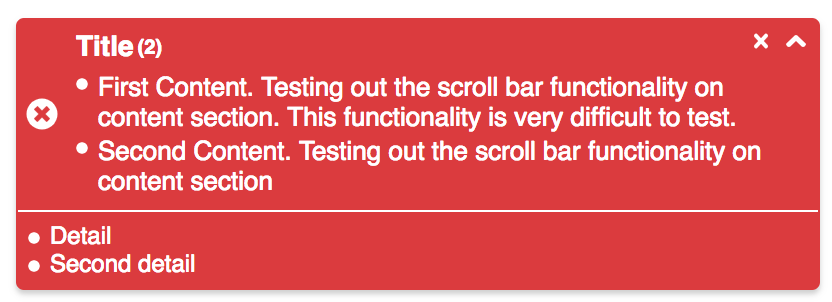 Title (2)
• First Content. Testing out the scroll bar functionality on
content section. This functionality is very difficult to test.
• Second Content. Testing out the scroll bar functionality on
content section
• Detail
• Second detail